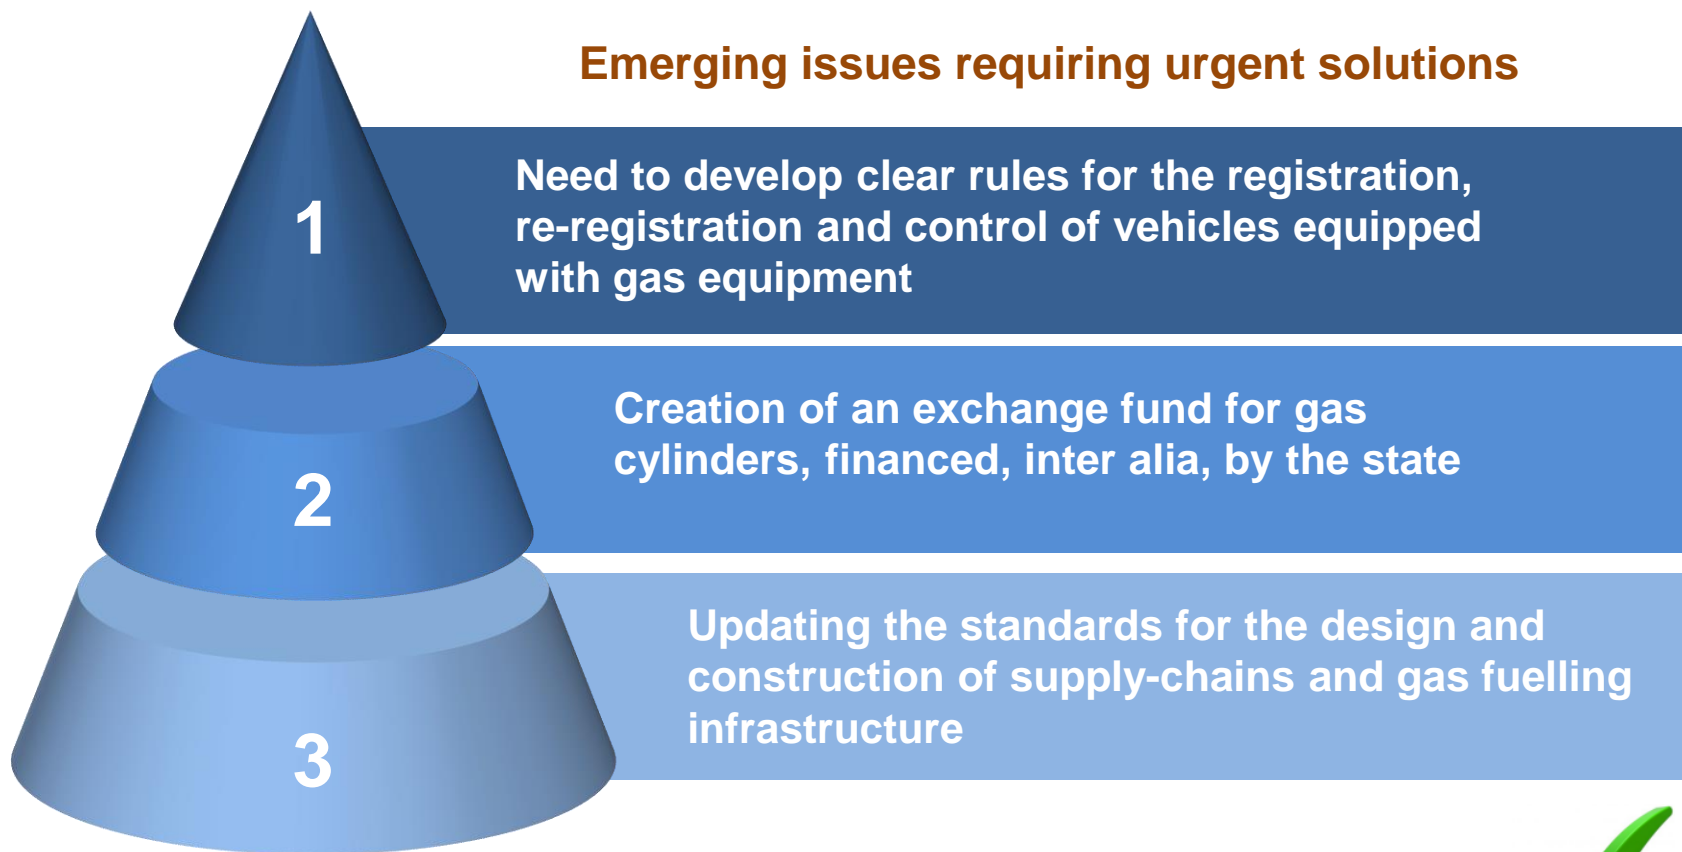 Emerging issues requiring urgent solutions
1
Need to develop clear rules for the registration,
re-registration and control of vehicles equipped
with gas equipment
2
Creation of an exchange fund for gas
cylinders, financed, inter alia, by the state
3
Updating the standards for the design and
construction of supply-chains and gas fuelling
infrastructure